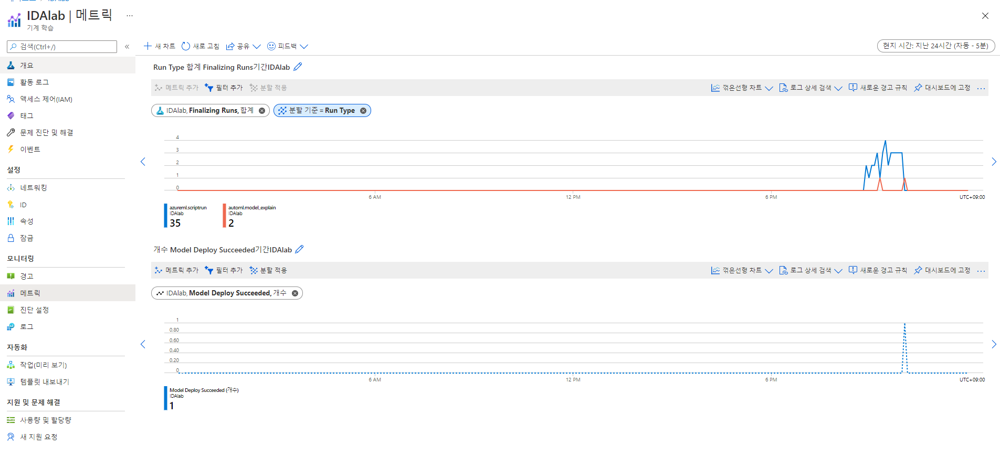 IDAlab | 메트릭 ...
기계 학습
검색(Ctrl+/)
«
개요
활동 로그
액세스 제어(IAM)
태그
문제 진단 및 해결
이벤트
설정
네트워킹
ID
속성
잠금
모니터링
경고
메트릭
진단 설정
로그
자동화
작업(미리 보기)
템플릿 내보내기
지원 및 문제 해결
사용량 및 할당량
새 지원 요청
새 차트 새로 고침 공유 피드백
현지 시간: 지난 24시간 (자동 - 5분)
Run Type 합계 Finalizing Runs기간IDAlab
메트릭 추가 필터 추가 분할 적용
꺾은선형 차트 로그 상세 검색 새로운 경고 규칙 대시보드에 고정 ...
IDAlab, Finalizing Runs, 합계
분할 기준 = Run Type
4
3
2
1
0
6 AM 12 PM 6 PM UTC+09:00
azureml.scriptrun
IDAlab
35
automl.model_explain
IDAlab
2
개수 Model Deploy Succeeded기간IDAlab
메트릭 추가 필터 추가 분할 적용
꺾은선형 차트 로그 상세 검색 새로운 경고 규칙 대시보드에 고정 ...
IDAlab, Model Deploy Succeeded, 개수
1
0.80
0.60
0.40
0.20
0
6 AM 12 PM 6 PM UTC+09:00
Model Deploy Succeeded (개수)
IDAlab
1